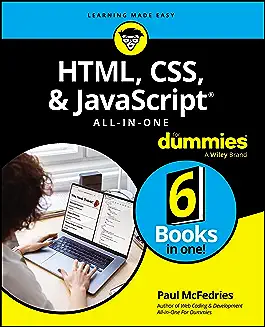 LEARNING MADE EASY
HTML, CSS,
& JavaScript®
ALL-IN-ONE
for
dummies
A Wiley Brand
6
Books
in one!
Paul McFedries
Author of Web Coding & Development
All-in-One For Dummies